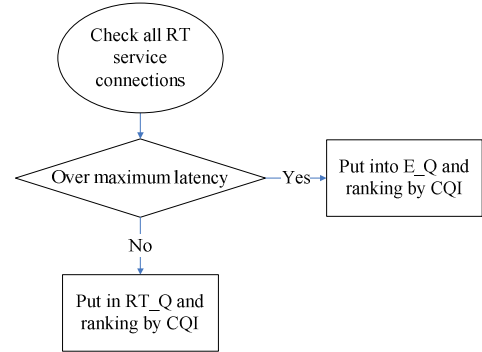 Check all RT
service
connections
Over maximum latency
Yes
Put into E_Q and
ranking by CQI
No
Put in RT_Q and
ranking by CQI